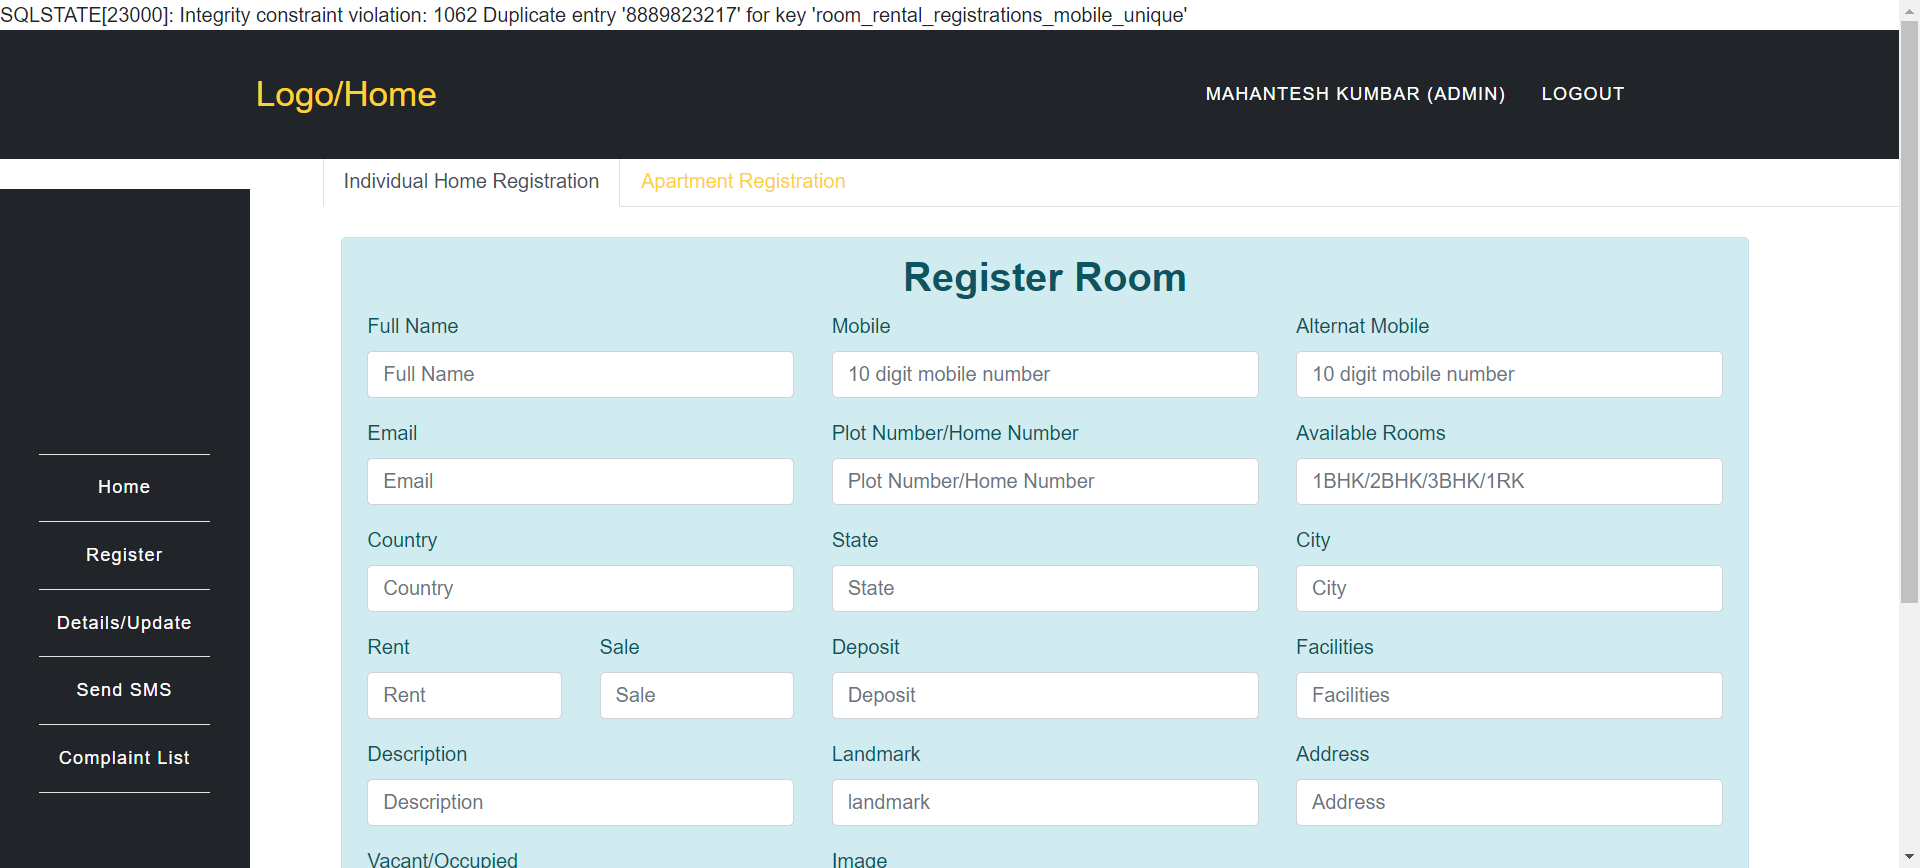 SQLSTATE[23000]: Integrity constraint violation: 1062 Duplicate entry '8889823217' for key 'room_rental_registrations_mobile_unique'
Logo/Home
MAHANTESH KUMBAR (ADMIN) LOGOUT
Individual Home Registration Apartment Registration
Home
Register
Details/Update
Send SMS
Complaint List
Register Room
Full Name Mobile Alternat Mobile
Full Name 10 digit mobile number 10 digit mobile number
Email Plot Number/Home Number Available Rooms
Email Plot Number/Home Number 1BHK/2BHK/3BHK/1RK
Country State City
Country State City
Rent Sale Deposit Facilities
Rent Sale Deposit Facilities
Description Landmark Address
Description landmark Address
Vacant/Occupied Image